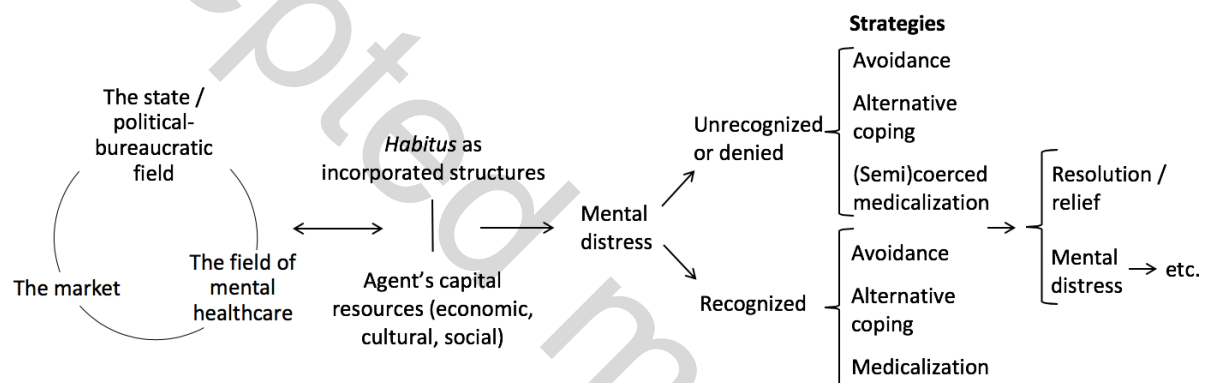 Strategies
The state /
political-
bureaucratic
field
The market
The field of
mental
healthcare
Habitus as
incorporated structures
Agent's capital
resources (economic,
cultural, social)
Mental
distress
Unrecognized
or denied
Recognized
Avoidance
Alternative
coping
(Semi)coerced
medicalization
Avoidance
Alternative
coping
Medicalization
Resolution /
relief
Mental
distress
etc.
epted m